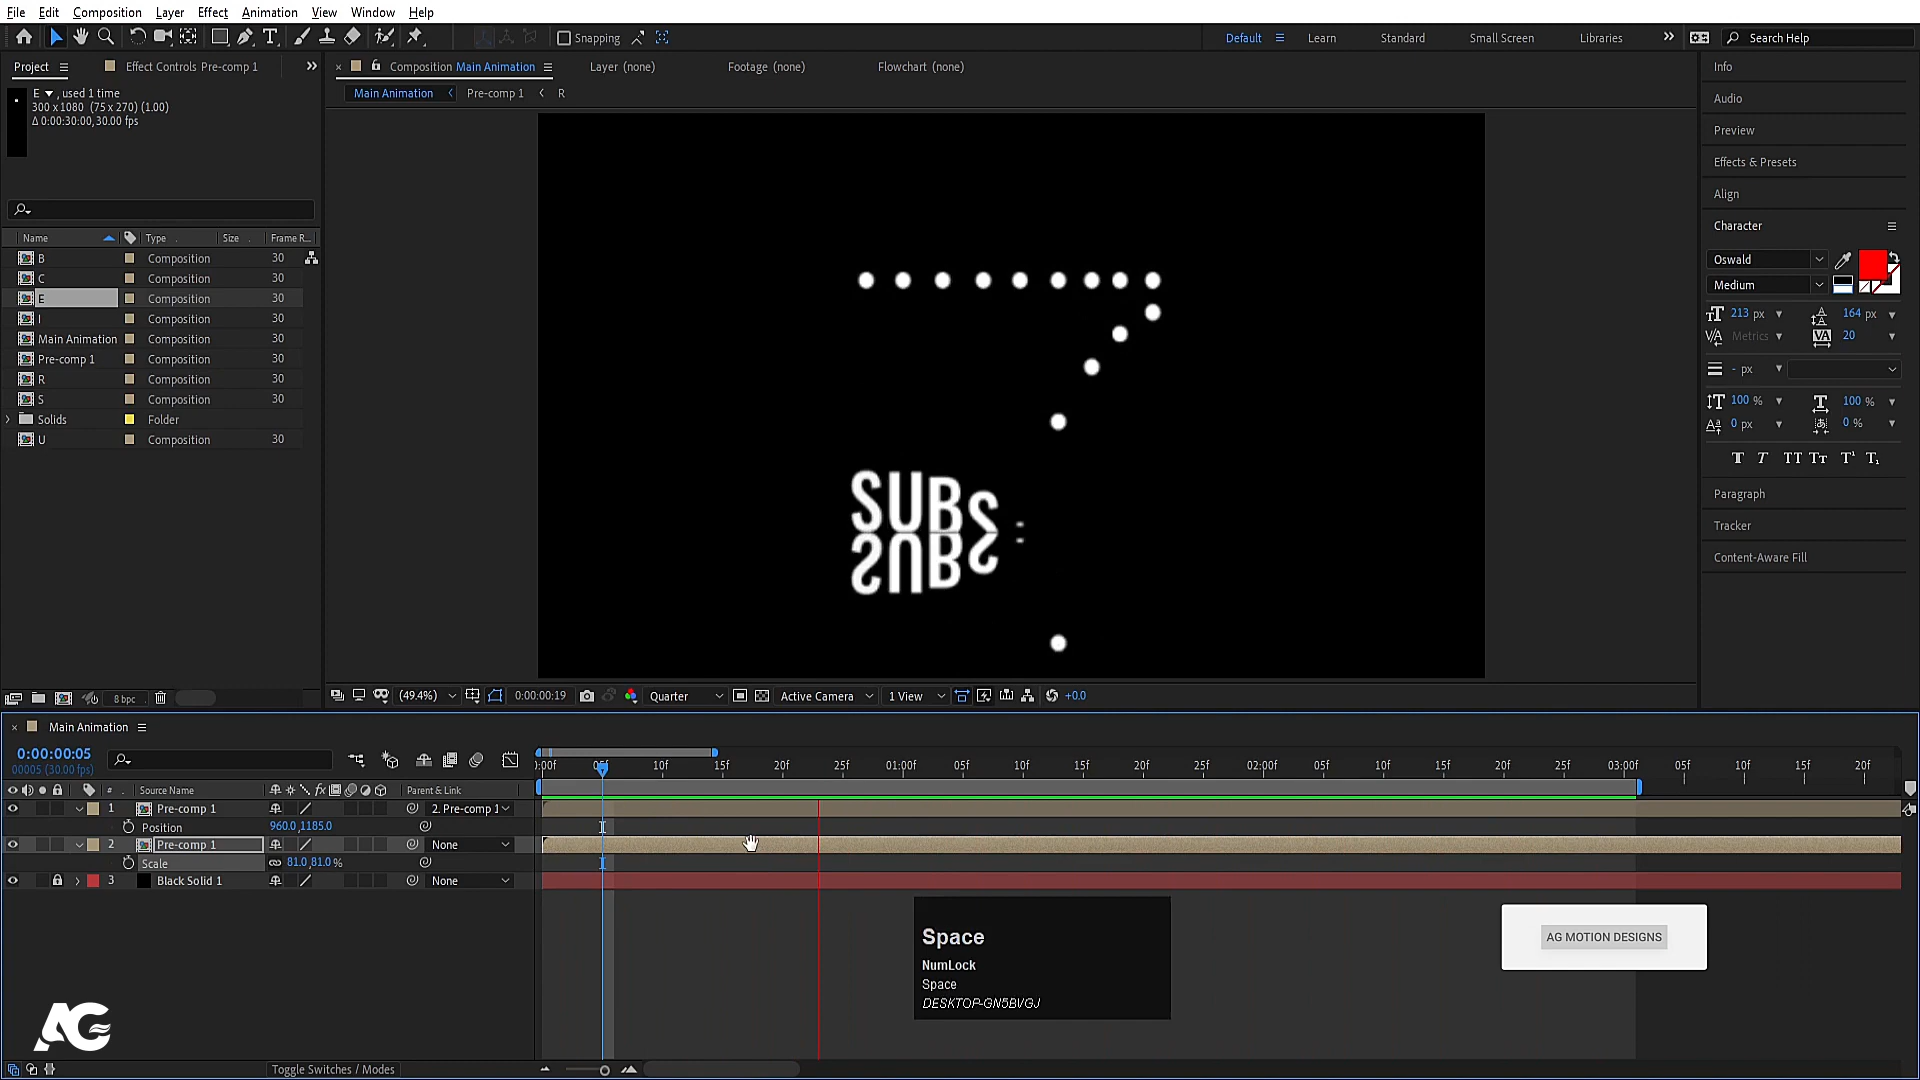 File Edit Composition Layer Effect Animation View Window Help
Snapping
Default Learn Standard Small Screen Libraries Search Help
Project Effect Controls Pre-comp 1
Composition Main Animation Layer (none) Footage (none) Flowchart (none)
Main Animation Pre-comp 1 R
E , used 1 time
300 x 1080 (75 x 270) (1.00)
Δ 0:00:30:00, 30.00 fps
Name Type Size Frame R...
B Composition 30
C Composition 30
E Composition 30
I Composition 30
Main Animation Composition 30
Pre-comp 1 Composition 30
R Composition 30
S Composition 30
Solids Folder
U Composition 30
8 bpc
SUBS
(49.4%) 0:00:00:19 Quarter Active Camera 1 View +0.0
Info
Audio
Preview
Effects & Presets
Align
Character
Oswald
Medium
213 px 164 px
Metrics 20
- px
100 % 100 %
0 px 0 %
Paragraph
Tracker
Content-Aware Fill
Main Animation
0:00:00:05
00005 (30.00 fps)
):00f 05f 10f 15f 20f 25f 01:00f 05f 10f 15f 20f 25f 02:00f 05f 10f 15f 20f 25f 03:00f 05f 10f 15f 20f
# Source Name Parent & Link
1 Pre-comp 1 2. Pre-comp 1
Position 960.0,1185.0
2 Pre-comp 1 None
Scale 81.0,81.0 %
3 Black Solid 1 None
Space
NumLock
Space
DESKTOP-GN5BVGJ
AG MOTION DESIGNS
AG
Toggle Switches / Modes